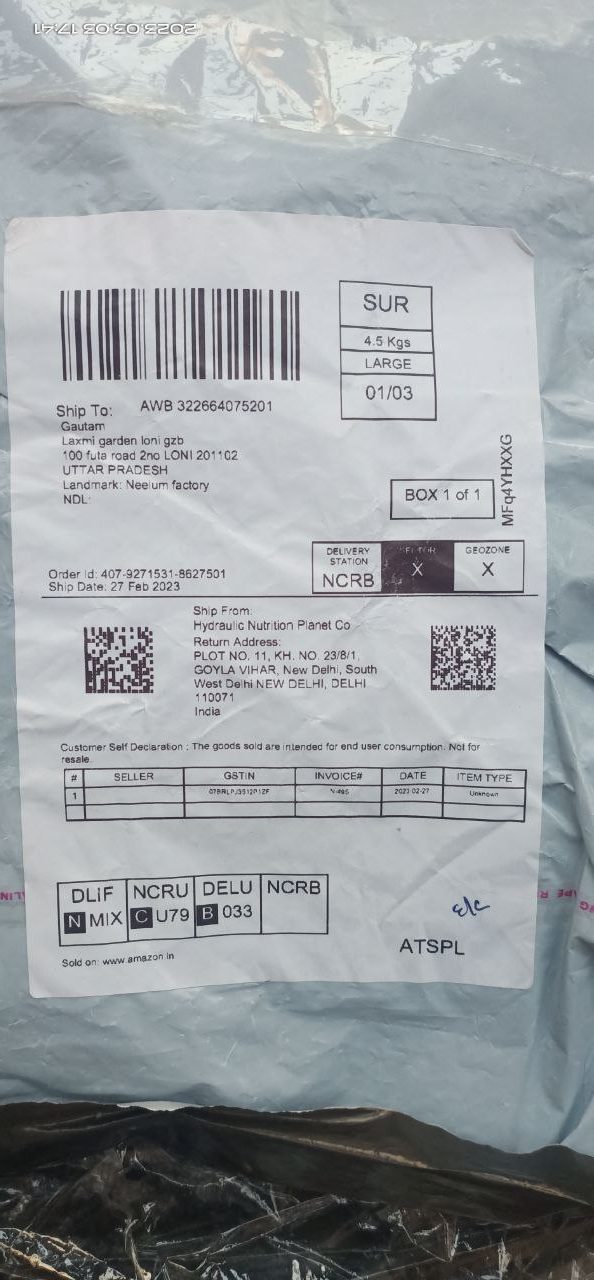 2023.03.03 17:41
SUR
4.5 Kgs
LARGE
01/03
Ship To: AWB 322664075201
Gautam
Laxmi garden loni gzb
100 futa road 2no LONI 201102
UTTAR PRADESH
Landmark: Neelum factory
NDL:
BOX 1 of 1
MFq4YHXXG
DELIVERY STATION
NCRB
X
GEOZONE
X
Order Id: 407-9271531-8627501
Ship Date: 27 Feb 2023
Ship From:
Hydraulic Nutrition Planet Co
Return Address:
PLOT NO. 11, KH. NO. 23/8/1,
GOYLA VIHAR, New Delhi, South
West Delhi NEW DELHI, DELHI
110071
India
Customer Self Declaration : The goods sold are intended for end user consumption. Not for
resale.
# SELLER GSTIN INVOICE# DATE ITEM TYPE
1 2023-02-27 Unknown
DLIF NCRU DELU NCRB
N MIX C U79 B 033
ATSPL
Sold on: www.amazon.in